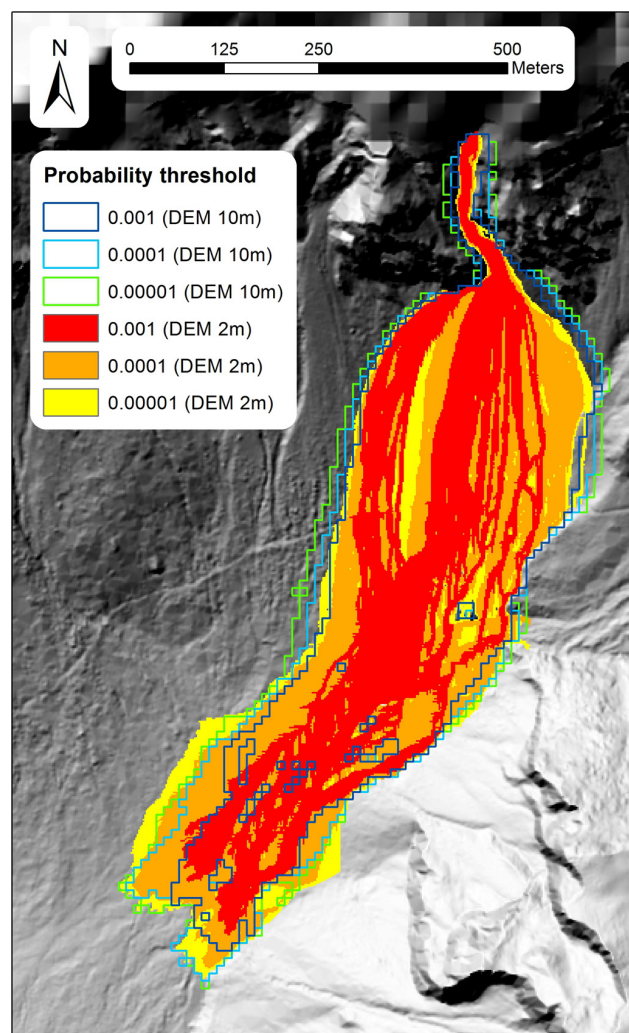 N
0 125 250 500
Meters
Probability threshold
0.001 (DEM 10m)
0.0001 (DEM 10m)
0.00001 (DEM 10m)
0.001 (DEM 2m)
0.0001 (DEM 2m)
0.00001 (DEM 2m)